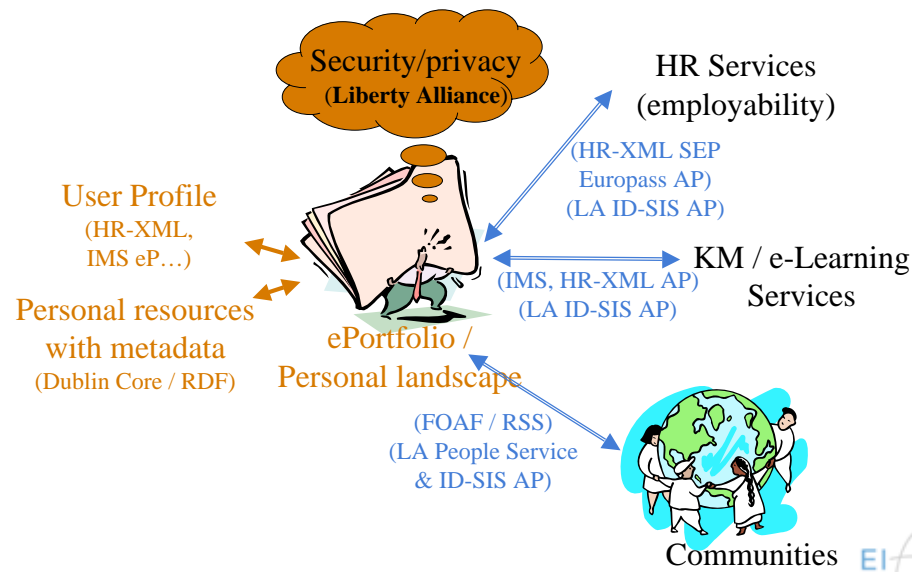 Security/privacy
(Liberty Alliance)
HR Services
(employability)
(HR-XML SEP
Europass AP)
(LA ID-SIS AP)
User Profile
(HR-XML,
IMS eP…)
KM / e-Learning
Services
(IMS, HR-XML AP)
(LA ID-SIS AP)
Personal resources
with metadata
(Dublin Core / RDF)
ePortfolio /
Personal landscape
(FOAF / RSS)
(LA People Service
& ID-SIS AP)
Communities